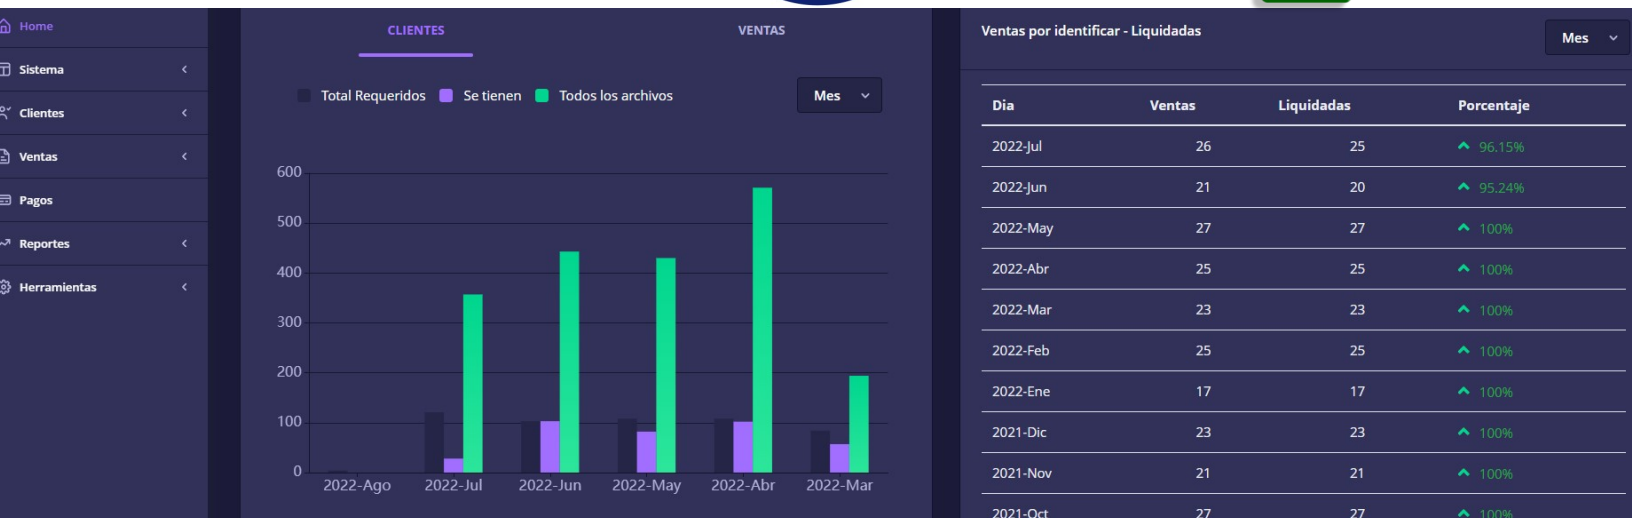 Home
Sistema
Clientes
Ventas
Pagos
Reportes
Herramientas
CLIENTES VENTAS
Total Requeridos Se tienen Todos los archivos Mes
600
500
400
300
200
100
0
2022-Ago 2022-Jul 2022-Jun 2022-May 2022-Abr 2022-Mar
Ventas por identificar - Liquidadas Mes
Dia Ventas Liquidadas Porcentaje
2022-Jul 26 25 96.15%
2022-Jun 21 20 95.24%
2022-May 27 27 100%
2022-Abr 25 25 100%
2022-Mar 23 23 100%
2022-Feb 25 25 100%
2022-Ene 17 17 100%
2021-Dic 23 23 100%
2021-Nov 21 21 100%
2021-Oct 27 27 100%